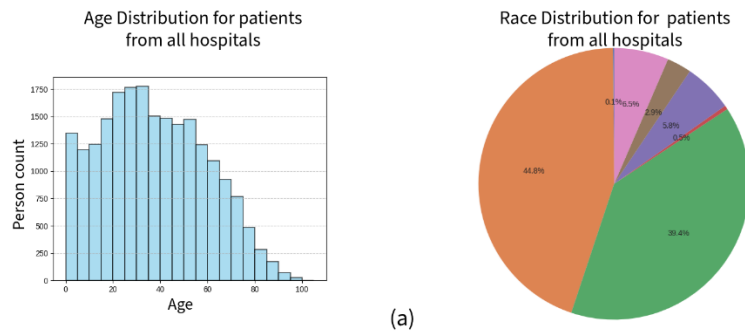 Age Distribution for patients
from all hospitals
Person count
1750
1500
1250
1000
750
500
250
0
0 20 40 60 80 100
Age
Race Distribution for patients
from all hospitals
0.1%
6.5%
2.9%
5.8%
0.5%
44.8%
39.4%
(a)